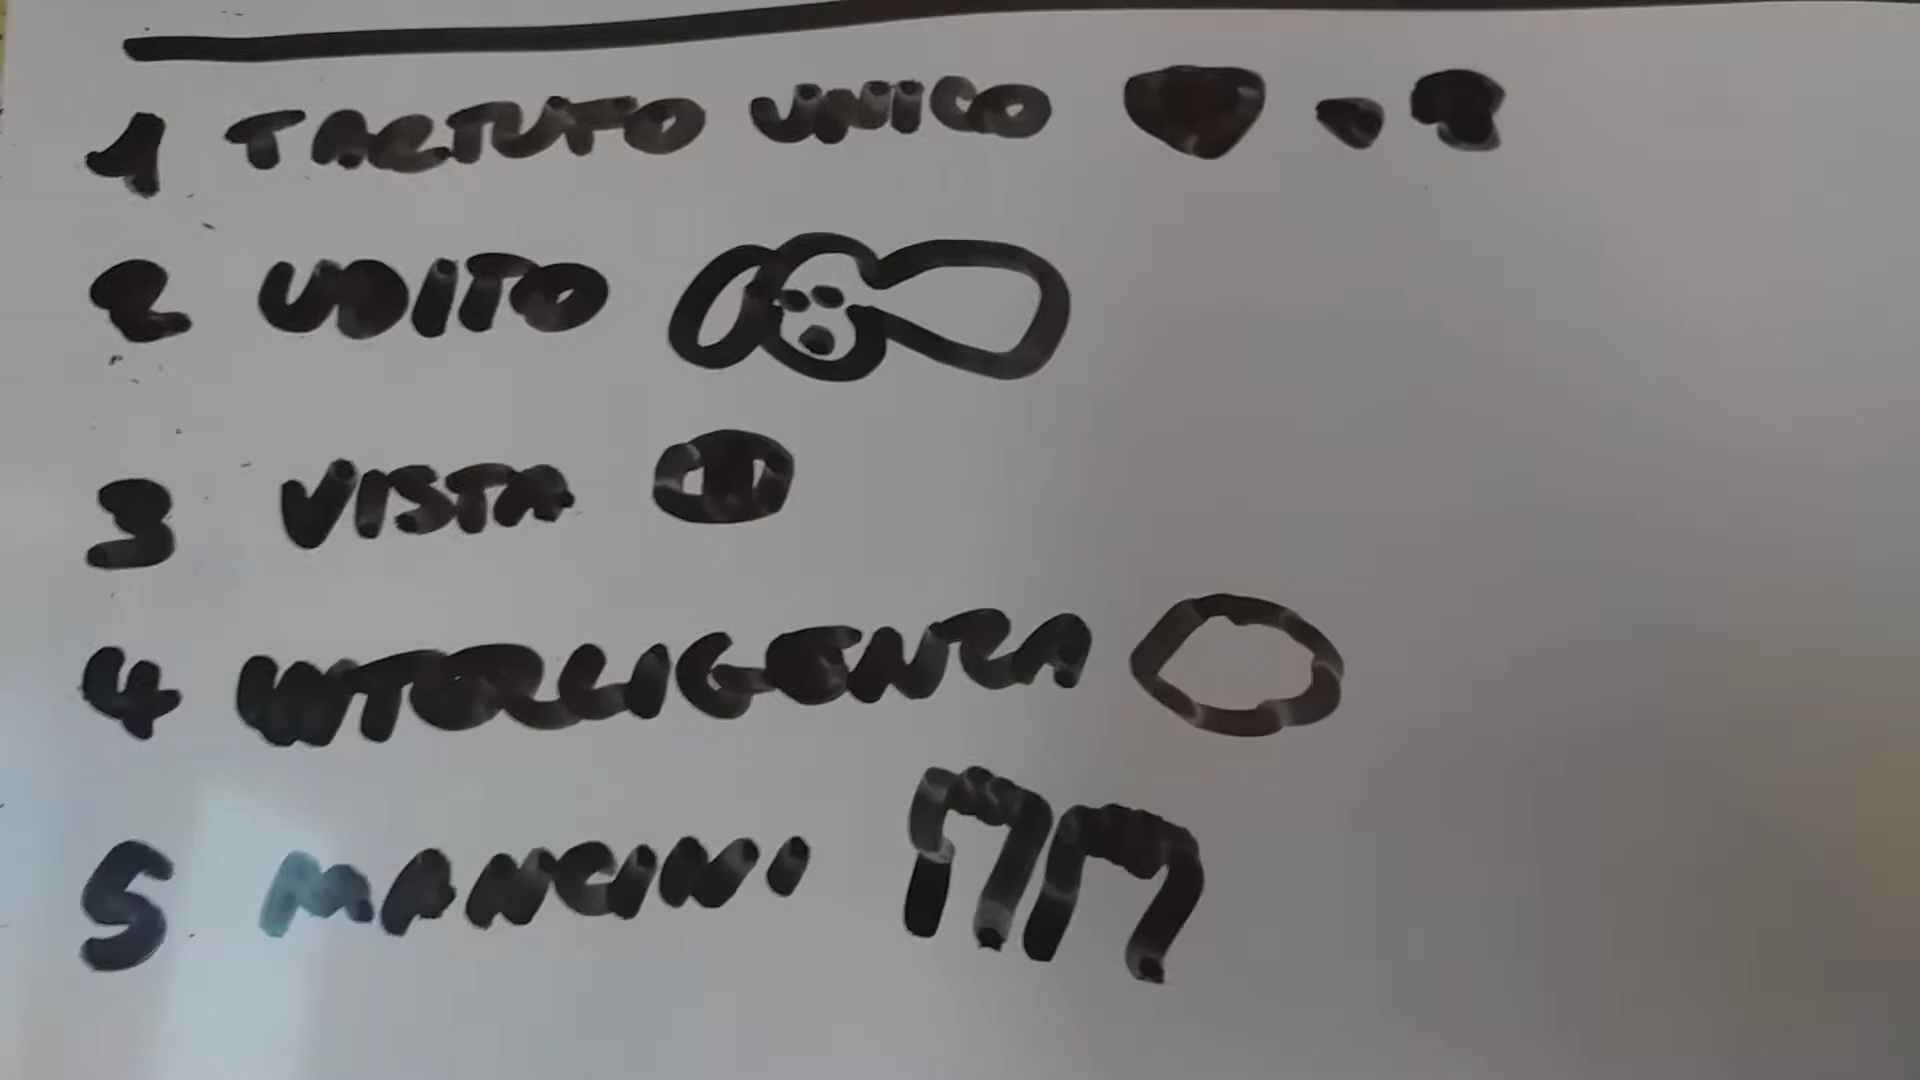 1 TARTUFO UNICO
2 UDITO
3 VISTA
4 INTELLIGENZA
5 MANCINI